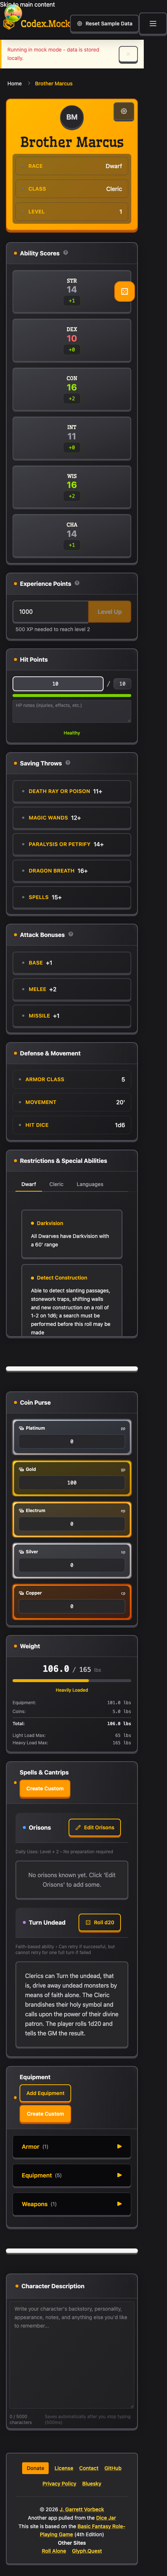 Skip to main content
Codex.Mock
Reset Sample Data
Running in mock mode - data is stored locally.
Home
Brother Marcus
BM
Brother Marcus
RACE
Dwarf
CLASS
Cleric
LEVEL
1
Ability Scores
STR
14
+1
DEX
10
+0
CON
16
+2
INT
11
+0
WIS
16
+2
CHA
14
+1
Experience Points
1000
Level Up
500 XP needed to reach level 2
Hit Points
10 / 10
HP notes (injuries, effects, etc.)
Healthy
Saving Throws
DEATH RAY OR POISON 11+
MAGIC WANDS 12+
PARALYSIS OR PETRIFY 14+
DRAGON BREATH 16+
SPELLS 15+
Attack Bonuses
BASE +1
MELEE +2
MISSILE +1
Defense & Movement
ARMOR CLASS
5
MOVEMENT
20'
HIT DICE
1d6
Restrictions & Special Abilities
Dwarf
Cleric
Languages
Darkvision
All Dwarves have Darkvision with
a 60' range
Detect Construction
Able to detect slanting passages,
stonework traps, shifting walls
and new construction on a roll of
1-2 on 1d6; a search must be
performed before this roll may be
made
Coin Purse
Platinum
PP
0
Gold
GP
100
Electrum
EP
0
Silver
SP
0
Copper
CP
0
Weight
106.0 / 165 lbs
Heavily Loaded
Equipment:
101.0 lbs
Coins:
5.0 lbs
Total:
106.0 lbs
Light Load Max:
65 lbs
Heavy Load Max:
165 lbs
Spells & Cantrips
Create Custom
Orisons
Edit Orisons
Daily Uses: Level + 2 • No preparation required
No orisons known yet. Click 'Edit
Orisons' to add some.
Turn Undead
Roll d20
Faith-based ability • Can retry if successful, but
cannot retry for one full turn if failed
Clerics can Turn the undead, that
is, drive away undead monsters by
means of faith alone. The Cleric
brandishes their holy symbol and
calls upon the power of their
divine patron. The player rolls 1d20
and tells the GM the result.
Equipment
Add Equipment
Create Custom
Armor (1)
Equipment (5)
Weapons (1)
Character Description
Write your character's backstory, personality,
appearance, notes, and anything else you'd like
to remember...
0 / 5000
characters
Saves automatically after you stop typing
Donate
License
Contact
GitHub
Privacy Policy
Bluesky
© 2026 J. Garrett Vorbeck
Another app pulled from the Dice Jar
This site is based on the Basic Fantasy Role-
Playing Game (4th Edition)
Other Sites
Roll Alone
Glyph.Quest